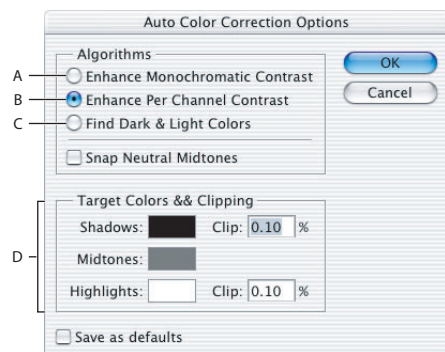 Auto Color Correction Options
Algorithms
A Enhance Monochromatic Contrast
B Enhance Per Channel Contrast
C Find Dark & Light Colors
Snap Neutral Midtones
OK
Cancel
D
Target Colors && Clipping
Shadows: Clip: 0.10 %
Midtones:
Highlights: Clip: 0.10 %
Save as defaults